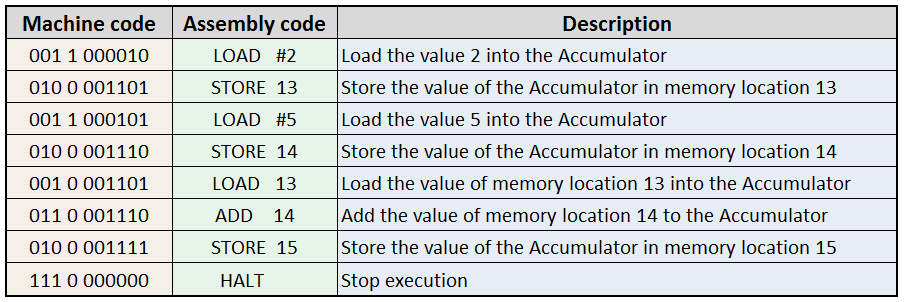 Machine code Assembly code Description
001 1 000010 LOAD #2 Load the value 2 into the Accumulator
010 0 001101 STORE 13 Store the value of the Accumulator in memory location 13
001 1 000101 LOAD #5 Load the value 5 into the Accumulator
010 0 001110 STORE 14 Store the value of the Accumulator in memory location 14
001 0 001101 LOAD 13 Load the value of memory location 13 into the Accumulator
011 0 001110 ADD 14 Add the value of memory location 14 to the Accumulator
010 0 001111 STORE 15 Store the value of the Accumulator in memory location 15
111 0 000000 HALT Stop execution